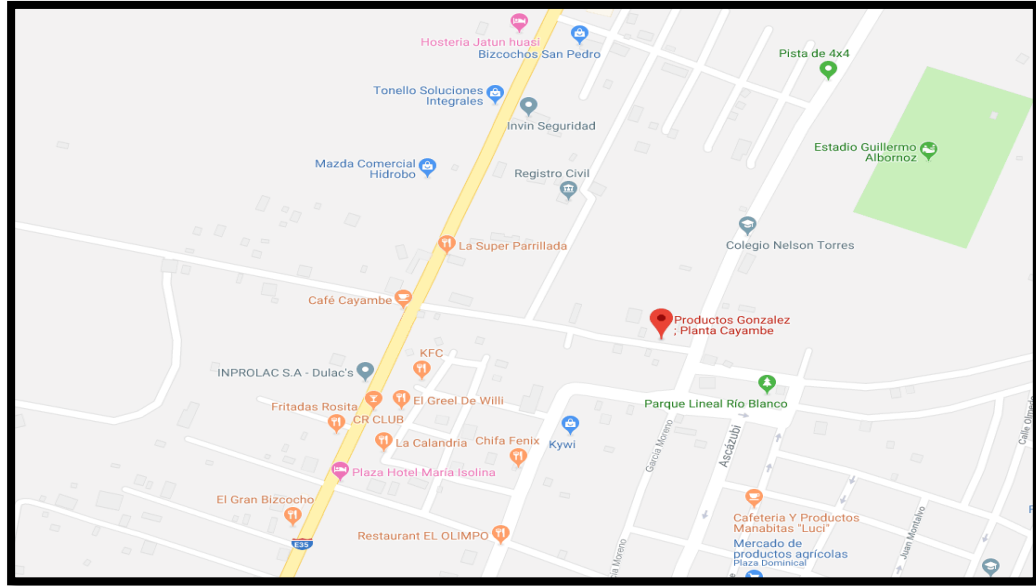 Hosteria Jatun huasi
Bizcochos San Pedro
Pista de 4x4
Tonello Soluciones
Integrales
Invin Seguridad
Estadio Guillermo
Albornoz
Mazda Comercial
Hidrobo
Registro Civil
La Super Parrillada
Colegio Nelson Torres
Café Cayambe
Productos Gonzalez
; Planta Cayambe
KFC
INPROLAC S.A - Dulac's
El Greel De Willi
Fritadas Rosita
CR CLUB
Parque Lineal Río Blanco
La Calandria
Chifa Fenix
Kywi
García Moreno
Ascázubi
Calle Olmedo
Plaza Hotel María Isolina
El Gran Bizcocho
Cafeteria Y Productos
Manabitas "Luci"
Restaurant EL OLIMPO
E35
Mercado de
productos agrícolas
Plaza Dominical
Juan Montalvo